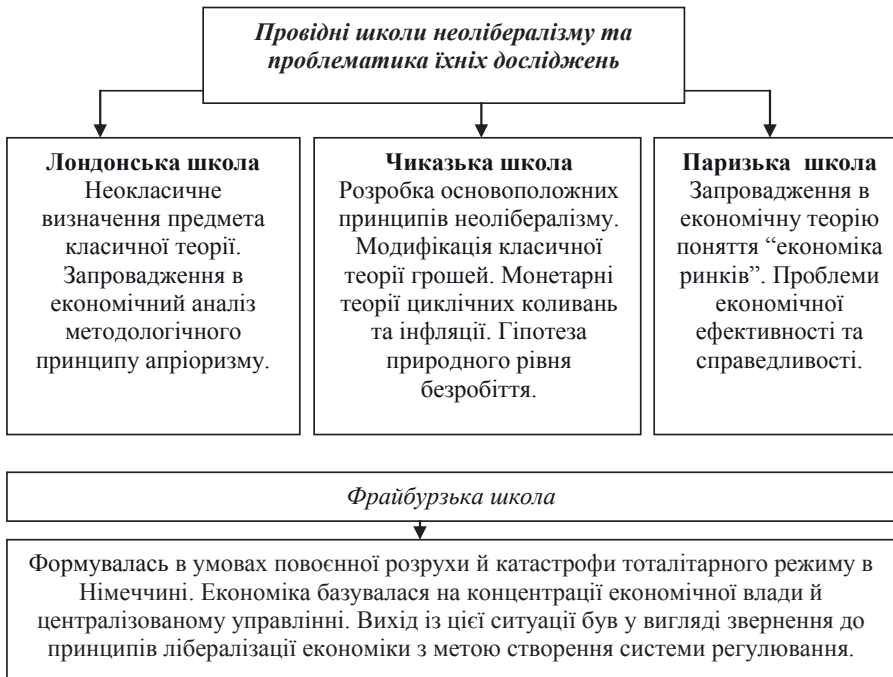 Провідні школи неолібералізму та
проблематика їхніх досліджень
Лондонська школа
Неокласичне
визначення предмета
класичної теорії.
Запровадження в
економічний аналіз
методологічного
принципу апріоризму.
Чиказька школа
Розробка основоположних
принципів неолібералізму.
Модифікація класичної
теорії грошей. Монетарні
теорії циклічних коливань
та інфляції. Гіпотеза
природного рівня
безробіття.
Паризька школа
Запровадження в
економічну теорію
поняття “економіка
ринків”. Проблеми
економічної
ефективності та
справедливості.
Фрайбурзька школа
Формувалась в умовах повоєнної розрухи й катастрофи тоталітарного режиму в
Німеччині. Економіка базувалася на концентрації економічної влади й
централізованому управлінні. Вихід із цієї ситуації був у вигляді звернення до
принципів лібералізації економіки з метою створення системи регулювання.